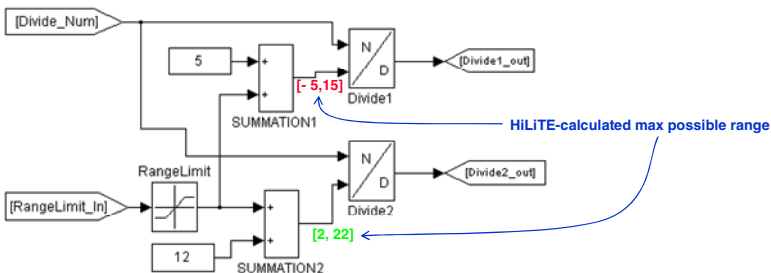 [Divide_Num]
5
+
+
SUMMATION1
[- 5,15]
N
D
Divide1
[Divide1_out]
HiLiTE-calculated max possible range
RangeLimit
[RangeLimit_In]
12
+
+
SUMMATION2
[2, 22]
N
D
Divide2
[Divide2_out]